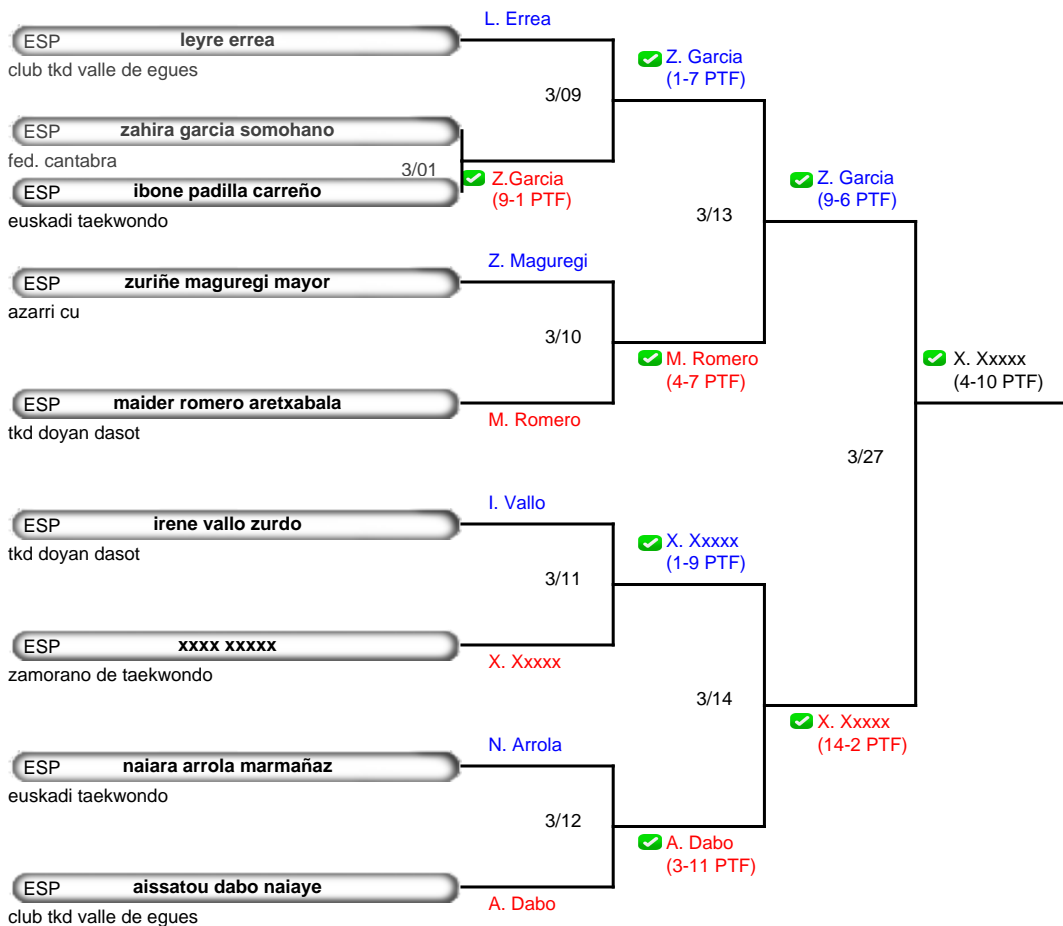 L. Errea
ESP leyre errea
club tkd valle de egues
Z. Garcia
(1-7 PTF)
3/09
ESP zahira garcia somohano
fed. cantabra
3/01
Z.Garcia
(9-1 PTF)
ESP ibone padilla carreño
euskadi taekwondo
Z. Garcia
(9-6 PTF)
3/13
Z. Maguregi
ESP zuriñe maguregi mayor
azarri cu
3/10
M. Romero
(4-7 PTF)
X. Xxxxx
(4-10 PTF)
ESP maider romero aretxabala
tkd doyan dasot
M. Romero
3/27
I. Vallo
ESP irene vallo zurdo
tkd doyan dasot
X. Xxxxx
(1-9 PTF)
3/11
ESP xxxx xxxxx
zamorano de taekwondo
X. Xxxxx
3/14
X. Xxxxx
(14-2 PTF)
N. Arrola
ESP naiara arrola marmañaz
euskadi taekwondo
3/12
A. Dabo
(3-11 PTF)
ESP aissatou dabo naiaye
club tkd valle de egues
A. Dabo